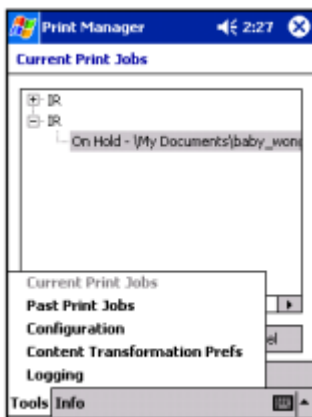 Print Manager 2:27
Current Print Jobs
IR
IR
On Hold - \My Documents\baby_won
Current Print Jobs
Past Print Jobs
Configuration
el
Content Transformation Prefs
Logging
Tools Info